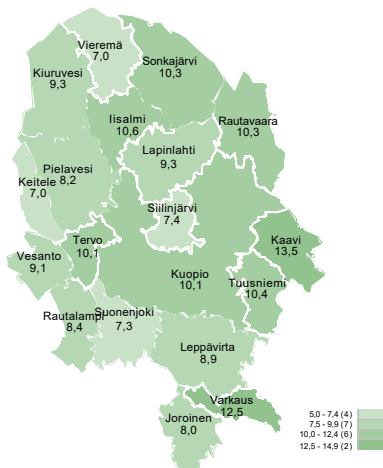 Vieremä
7,0
Sonkajärvi
10,3
Kiuruvesi
9,3
Iisalmi
10,6
Rautavaara
10,3
Lapinlahti
9,3
Pielavesi
8,2
Keitele
7,0
Siilinjärvi
7,4
Kaavi
13,5
Tervo
10,1
Vesanto
9,1
Kuopio
10,1
Tuusniemi
10,4
Rautalampi
8,4
Suonenjoki
7,3
Leppävirta
8,9
Varkaus
12,5
Joroinen
8,0
5,0 - 7,4 (4)
7,5 - 9,9 (7)
10,0 - 12,4 (6)
12,5 - 14,9 (2)